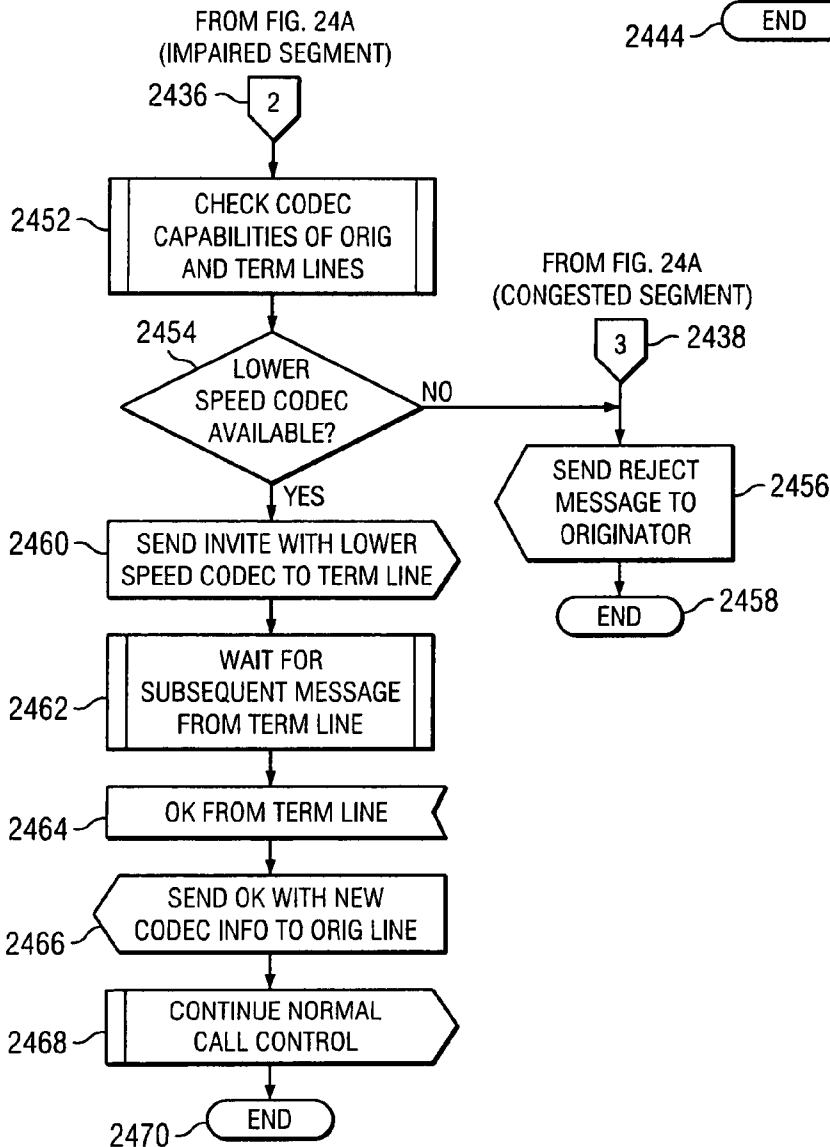 FROM FIG. 24A
(IMPAIRED SEGMENT)
2444
END
2436
2
2452
CHECK CODEC
CAPABILITIES OF ORIG
AND TERM LINES
FROM FIG. 24A
(CONGESTED SEGMENT)
3
2438
2454
LOWER
SPEED CODEC
AVAILABLE?
NO
YES
SEND REJECT
MESSAGE TO
ORIGINATOR
2456
END
2458
2460
SEND INVITE WITH LOWER
SPEED CODEC TO TERM LINE
2462
WAIT FOR
SUBSEQUENT MESSAGE
FROM TERM LINE
2464
OK FROM TERM LINE
2466
SEND OK WITH NEW
CODEC INFO TO ORIG LINE
2468
CONTINUE NORMAL
CALL CONTROL
2470
END